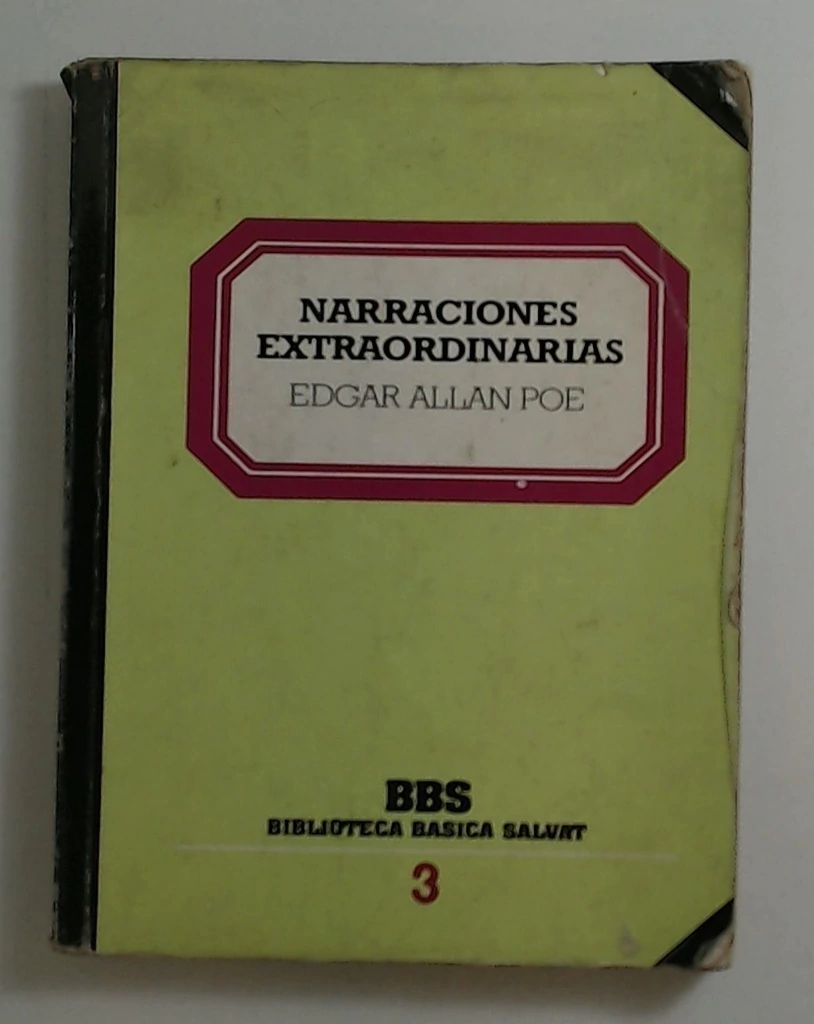 NARRACIONES
EXTRAORDINARIAS
EDGAR ALLAN POE
BBS
BIBLIOTECA BASICA SALVAT
3